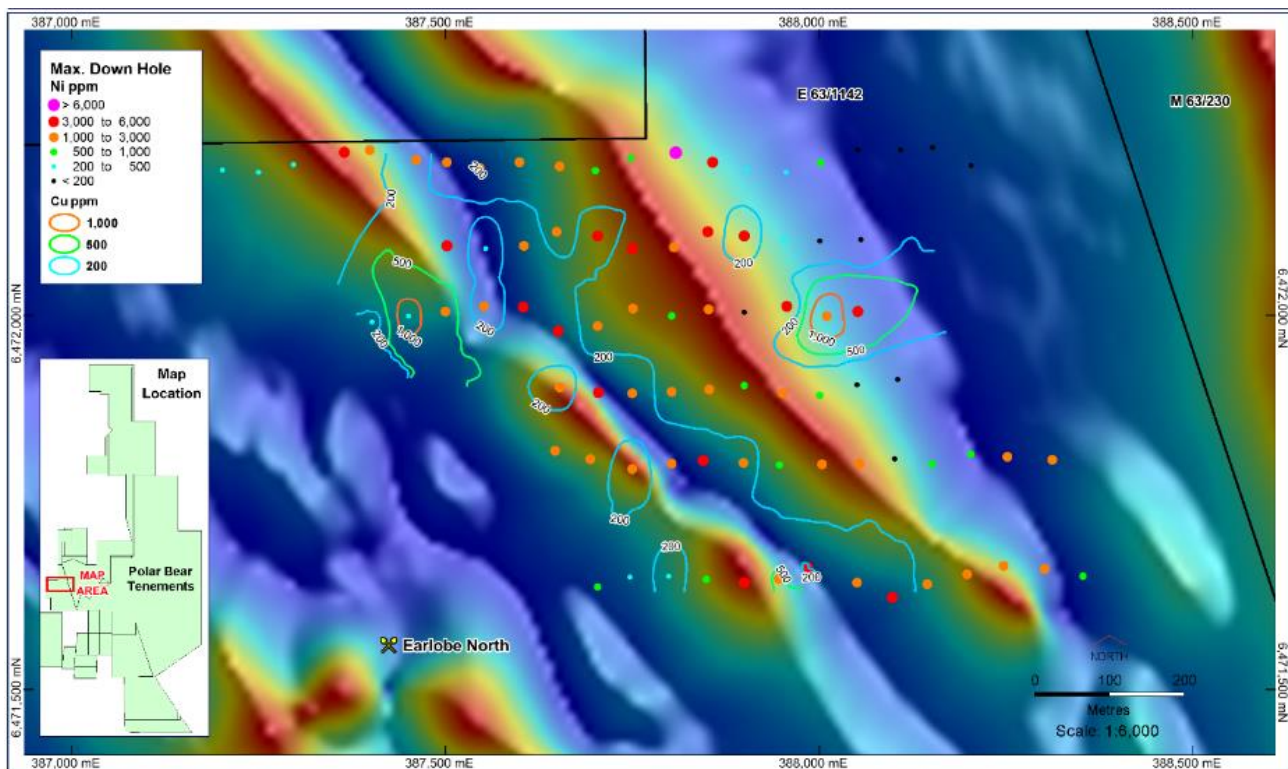 387,000 mE
387,500 mE
388,000 mE
388,500 mE
Max. Down Hole
Ni ppm
> 6,000
3,000 to 6,000
1,000 to 3,000
500 to 1,000
200 to 500
< 200
Cu ppm
1,000
500
200
E 63/1142
M 63/230
200
200
500
200
200
1,000
200
200
200
1,000
500
200
200
200
200
500
200
6,472,000 mN
6,472,000 mN
Map
Location
MAP
AREA
Polar Bear
Tenements
Earlobe North
NORTH
0 100 200
Metres
Scale: 1:6,000
6,471,500 mN
6,471,500 mN
387,000 mE
387,500 mE
388,000 mE
388,500 mE